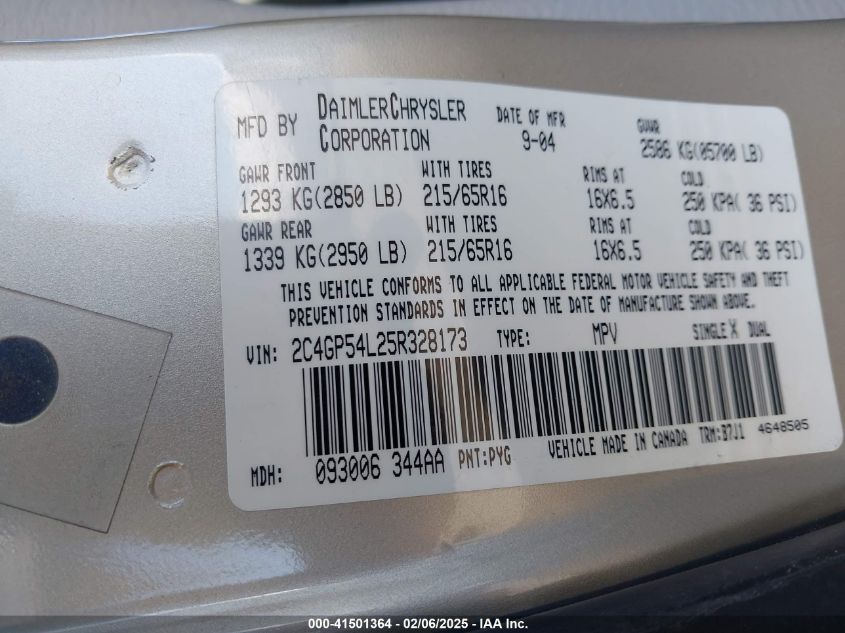 MFD BY DAIMLERCHRYSLER CORPORATION DATE OF MFR 9-04 GVWR 2586 KG(05700 LB)
GAWR FRONT WITH TIRES RIMS AT COLD
1293 KG(2850 LB) 215/65R16 16X6.5 250 KPA( 36 PSI)
GAWR REAR WITH TIRES RIMS AT COLD
1339 KG(2950 LB) 215/65R16 16X6.5 250 KPA( 36 PSI)
THIS VEHICLE CONFORMS TO ALL APPLICABLE FEDERAL MOTOR VEHICLE SAFETY AND THEFT
PREVENTION STANDARDS IN EFFECT ON THE DATE OF MANUFACTURE SHOWN ABOVE.
VIN: 2C4GP54L25R328173 TYPE: MPV SINGLE X DUAL
MDH: 093006 344AA PNT:PYG VEHICLE MADE IN CANADA TRM:B7J1 4648505
000-41501364 - 02/06/2025 - IAA Inc.